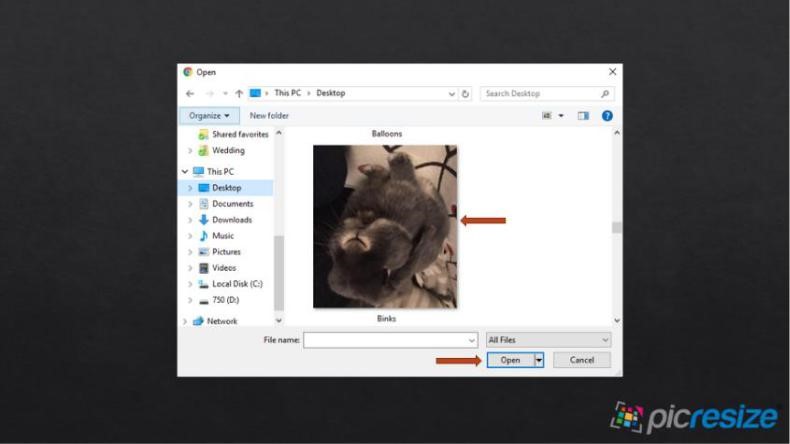 Open
This PC > Desktop
Search Desktop
Organize
New folder
Shared favorites
Wedding
This PC
Desktop
Documents
Downloads
Music
Pictures
Videos
Local Disk (C:)
750 (D:)
Network
Balloons
Binks
File name:
All Files
Open
Cancel
picresize